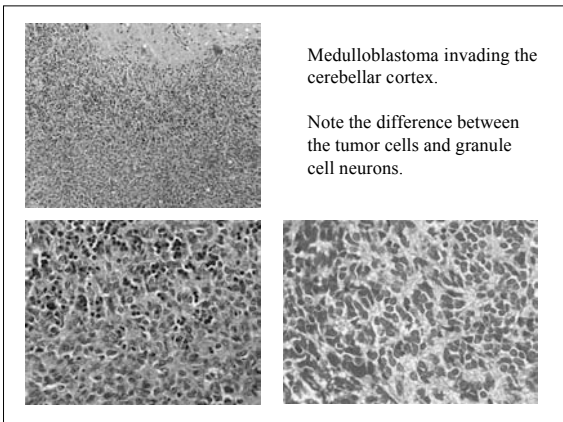 Medulloblastoma invading the
cerebellar cortex.
Note the difference between
the tumor cells and granule
cell neurons.